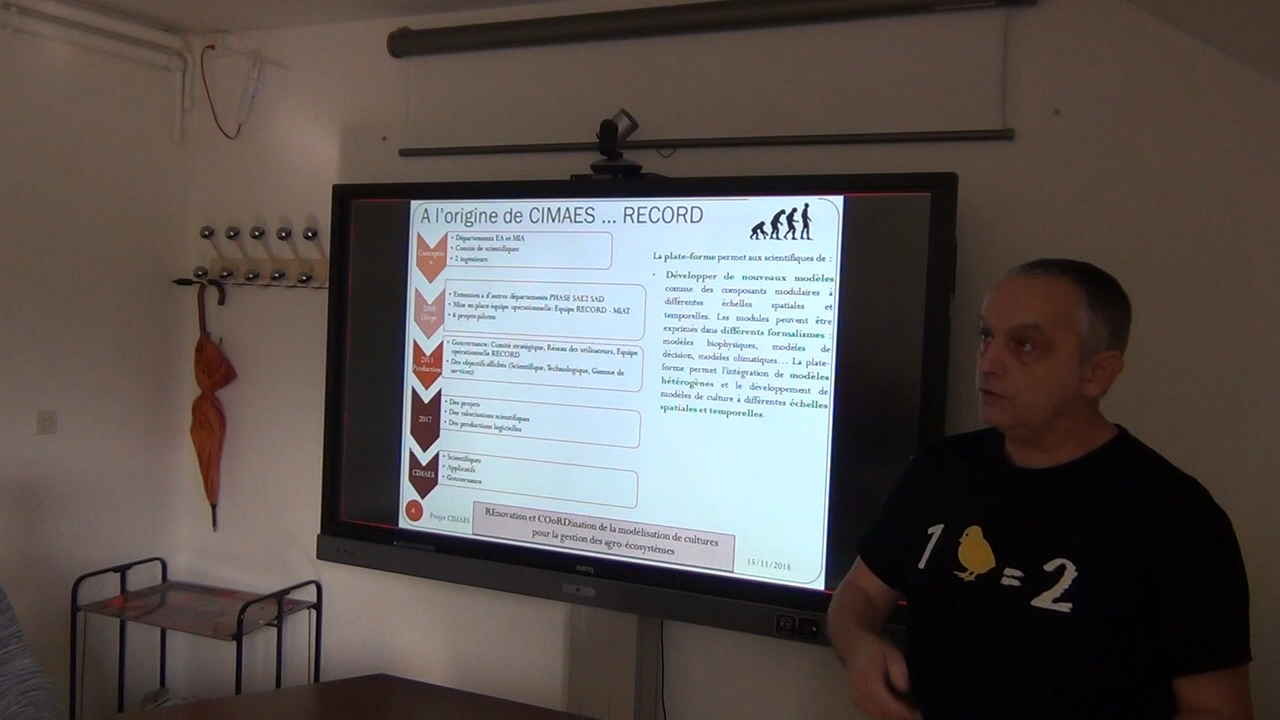 A l'origine de CIMAES ... RECORD
Conception
• Départements EA et MIA
• Comité de scientifiques
• 2 ingénieurs
• Extension à d'autres départements PHASE SAE2 SAD
• Mise en place équipe opérationnelle: Equipe RECORD - MIAT
• 6 projets pilotes
Production
• Gouvernance: Comité stratégique, Réseau des utilisateurs, Equipe
opérationnelle RECORD
• Des objectifs affichés (Scientifique, Technologique, Gamme de
services)
2017
• Des projets
• Des valorisations scientifiques
• Des productions logicielles
CIMAES
• Scientifiques
• Applicatifs
• Gouvernance
La plate-forme permet aux scientifiques de :
• Développer de nouveaux modèles
comme des composants modulaires à
différentes échelles spatiales et
temporelles. Les modules peuvent être
exprimés dans différents formalismes :
modèles biophysiques, modèles de
décision, modèles climatiques... La plate-
forme permet l'intégration de modèles
hétérogènes et le développement de
modèles de culture à différentes échelles
spatiales et temporelles.
4
Projet CIMAES
REnovation et COoRDination de la modélisation de cultures
pour la gestion des agro-écosystèmes
15/11/2018
BenQ
1 = 2